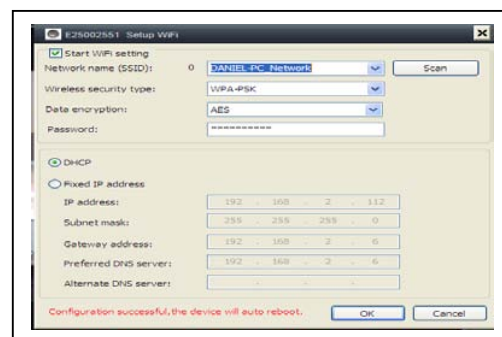 E25002551 Setup WiFi
Start WiFi setting
Network name (SSID): 0 DANIEL-PC_Network Scan
Wireless security type: WPA-PSK
Data encryption: AES
Password: **********
DHCP
Fixed IP address
IP address: 192 . 168 . 2 . 112
Subnet mask: 255 . 255 . 255 . 0
Gateway address: 192 . 168 . 2 . 6
Preferred DNS server: 192 . 168 . 2 . 6
Alternate DNS server: . . .
Configuration successful,the device will auto reboot. OK Cancel